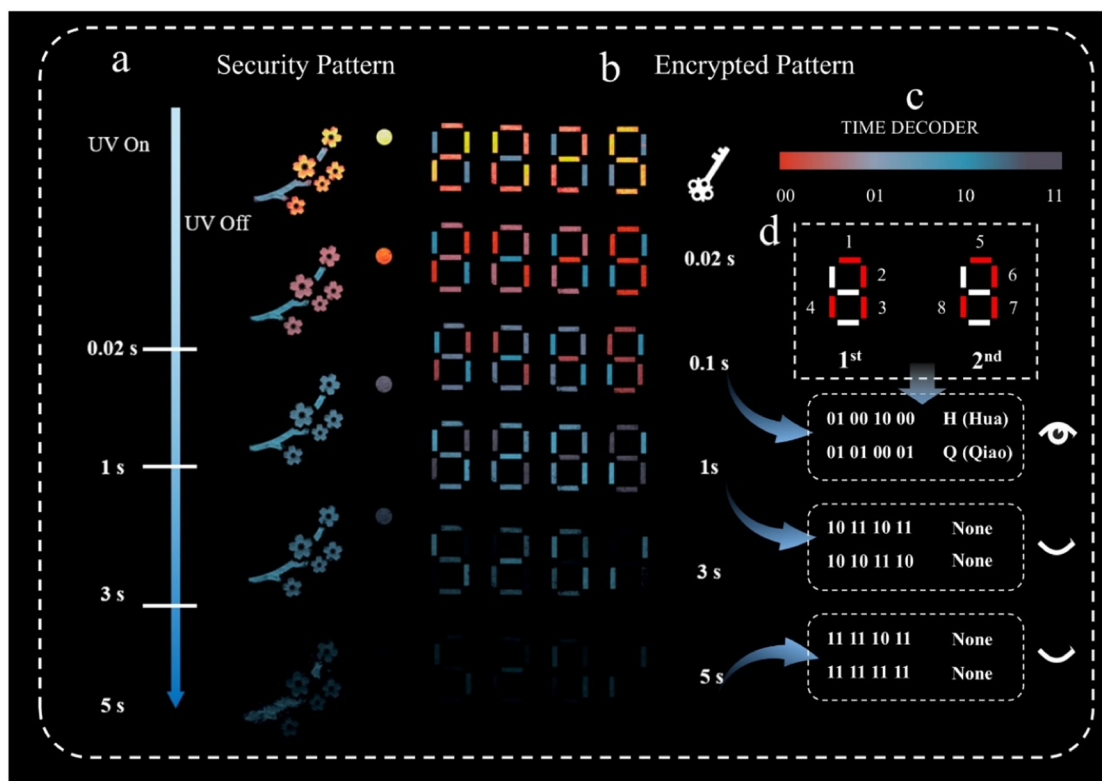 a
Security Pattern
b
Encrypted Pattern
c
TIME DECODER
00
01
10
11
UV On
UV Off
0.02 s
1 s
3 s
5 s
0.02 s
0.1 s
1s
3 s
5 s
d
1
2
3
4
1st
5
6
7
8
2nd
01 00 10 00 H (Hua)
01 01 00 01 Q (Qiao)
10 11 10 11 None
10 10 11 10 None
11 11 10 11 None
11 11 11 11 None